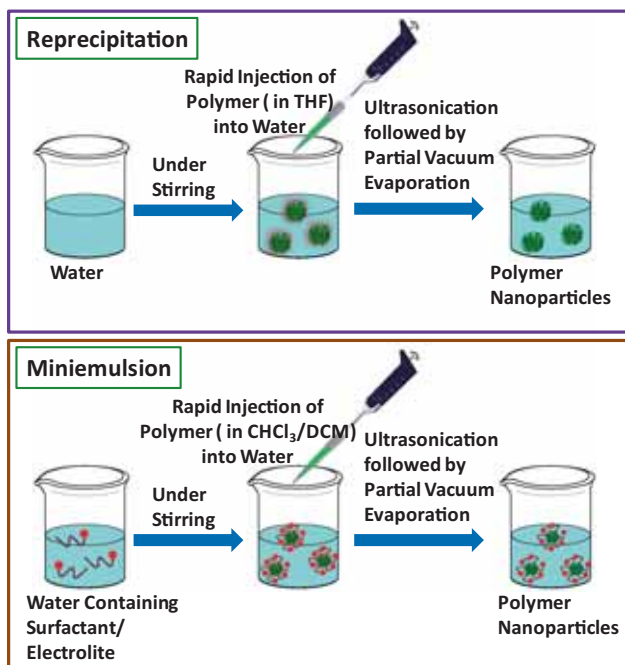 Reprecipitation
Rapid Injection of
Polymer ( in THF)
into Water
Ultrasonication
followed by
Partial Vacuum
Evaporation
Under
Stirring
Water
Polymer
Nanoparticles
Miniemulsion
Rapid Injection of
Polymer ( in CHCl₃/DCM)
into Water
Ultrasonication
followed by
Partial Vacuum
Evaporation
Under
Stirring
Water Containing
Surfactant/
Electrolite
Polymer
Nanoparticles